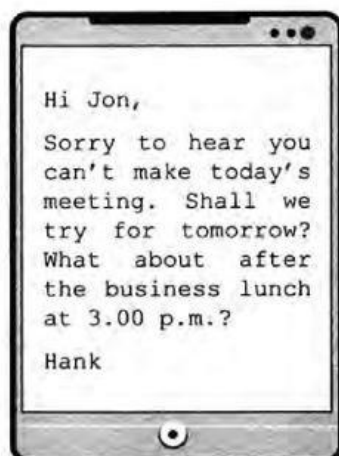 Hi Jon,
Sorry to hear you
can't make today's
meeting. Shall we
try for tomorrow?
What about after
the business lunch
at 3.00 p.m.?
Hank